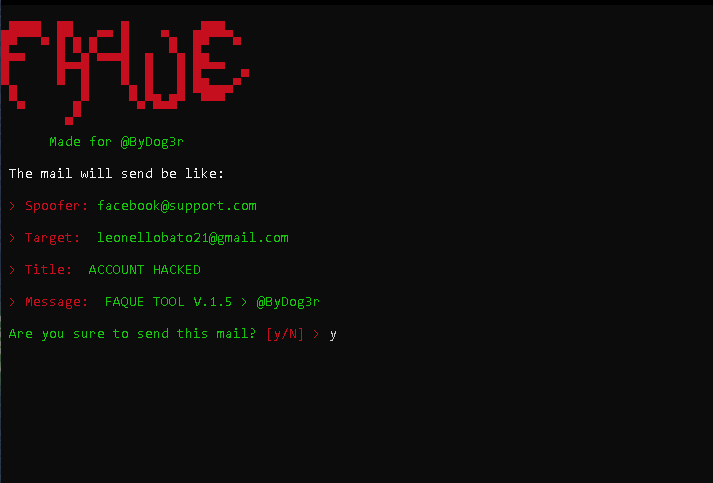 FAQUE
Made for @ByDog3r
The mail will send be like:
> Spoofer: facebook@support.com
> Target: leonellobato21@gmail.com
> Title: ACCOUNT HACKED
> Message: FAQUE TOOL V.1.5 > @ByDog3r
Are you sure to send this mail? [y/N] > y